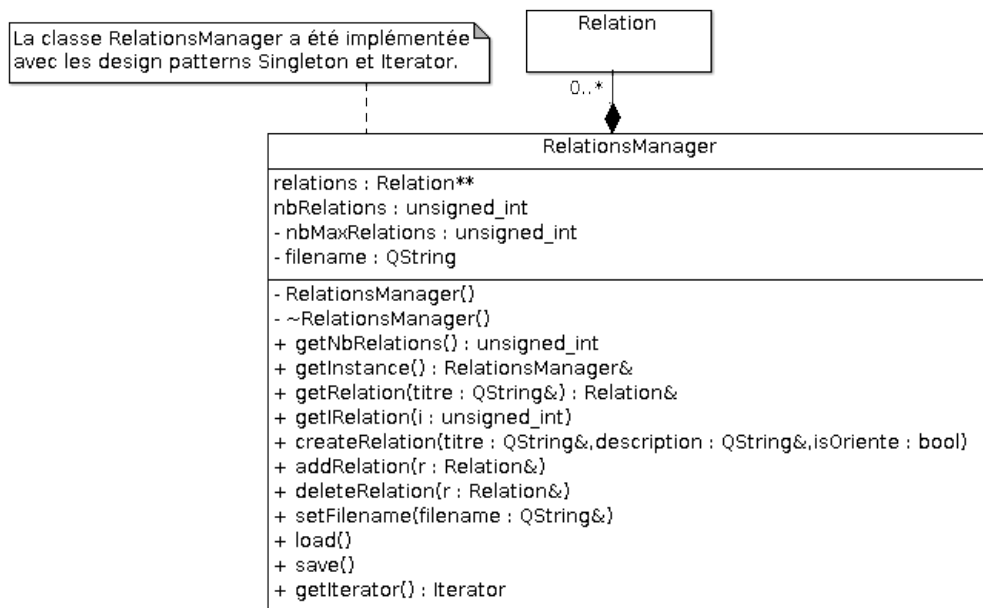 La classe RelationsManager a été implémentée
avec les design patterns Singleton et Iterator.
Relation
0..*
RelationsManager
relations : Relation**
nbRelations : unsigned_int
- nbMaxRelations : unsigned_int
- filename : QString
- RelationsManager()
- ~RelationsManager()
+ getNbRelations() : unsigned_int
+ getInstance() : RelationsManager&
+ getRelation(titre : QString&) : Relation&
+ getIRelation(i : unsigned_int)
+ createRelation(titre : QString&,description : QString&,isOriente : bool)
+ addRelation(r : Relation&)
+ deleteRelation(r : Relation&)
+ setFilename(filename : QString&)
+ load()
+ save()
+ getIterator() : Iterator